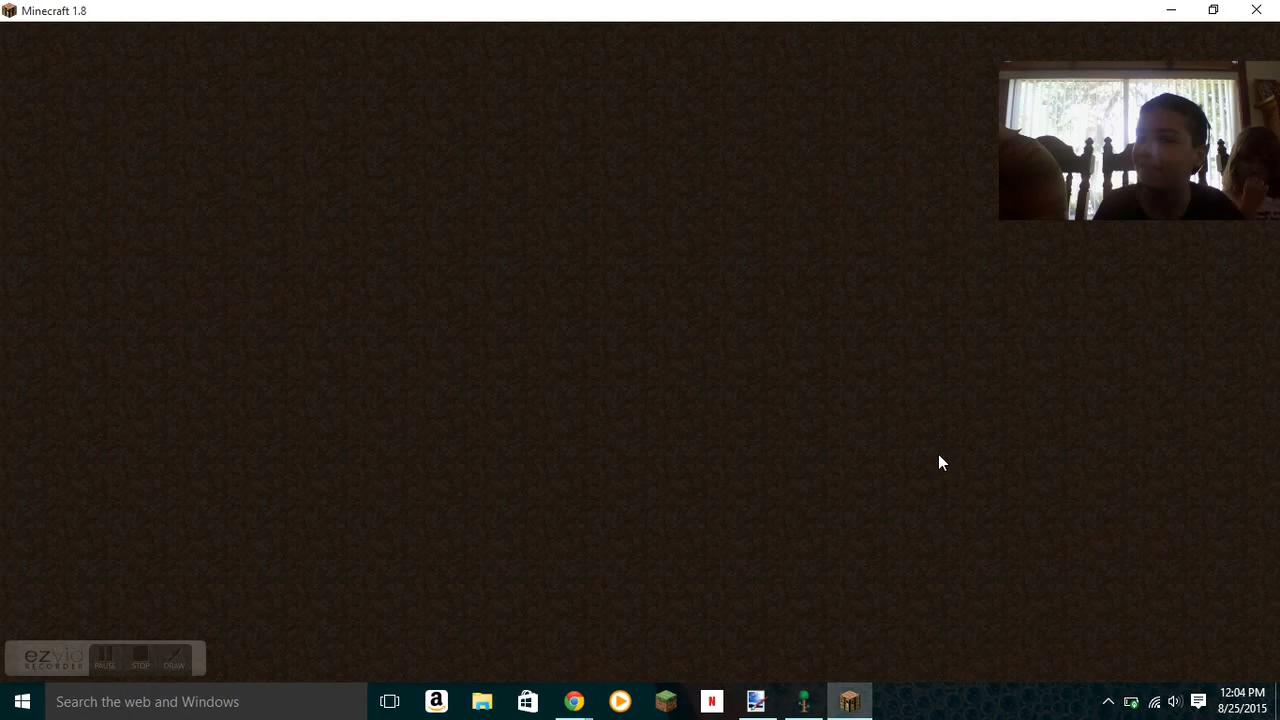 Minecraft 1.8
ezvid
RECORDER
PAUSE
STOP
DRAW
Search the web and Windows
a
N
12:04 PM
8/25/2015